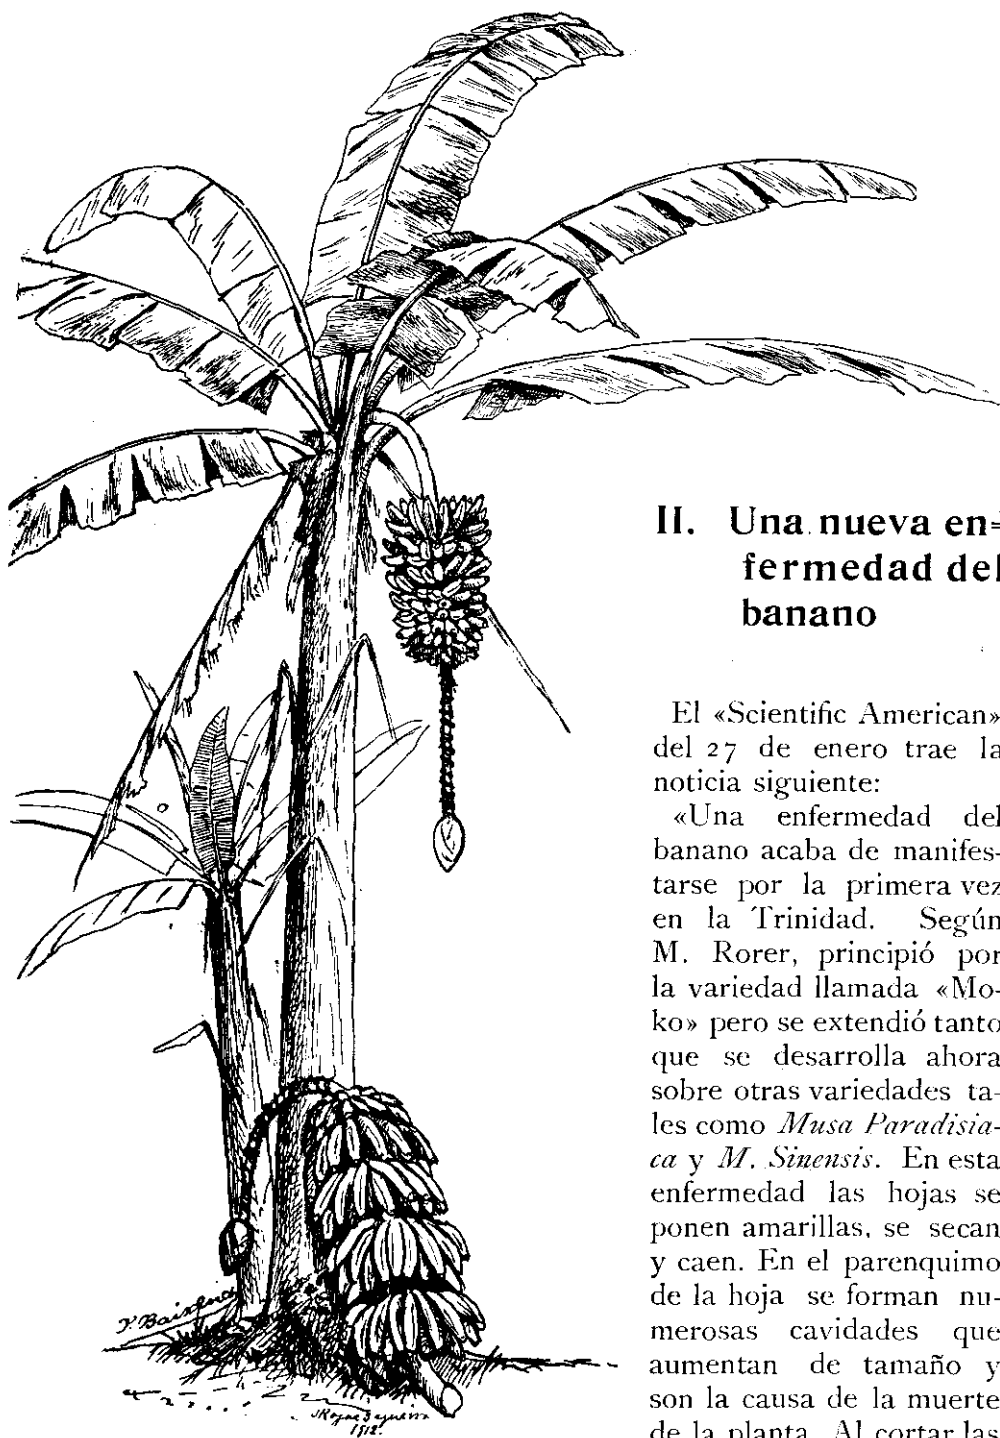 II. Una nueva en=
fermedad del
banano
El «Scientific American»
del 27 de enero trae la
noticia siguiente:
«Una enfermedad del
banano acaba de manifes-
tarse por la primera vez
en la Trinidad. Según
M. Rorer, principió por
la variedad llamada «Mo-
ko» pero se extendió tanto
que se desarrolla ahora
sobre otras variedades ta-
les como Musa Paradisia-
ca y M. Sinensis. En esta
enfermedad las hojas se
ponen amarillas, se secan
y caen. En el parenquimo
de la hoja se forman nu-
merosas cavidades que
aumentan de tamaño y
son la causa de la muerte
de la planta. Al cortar las
1912.